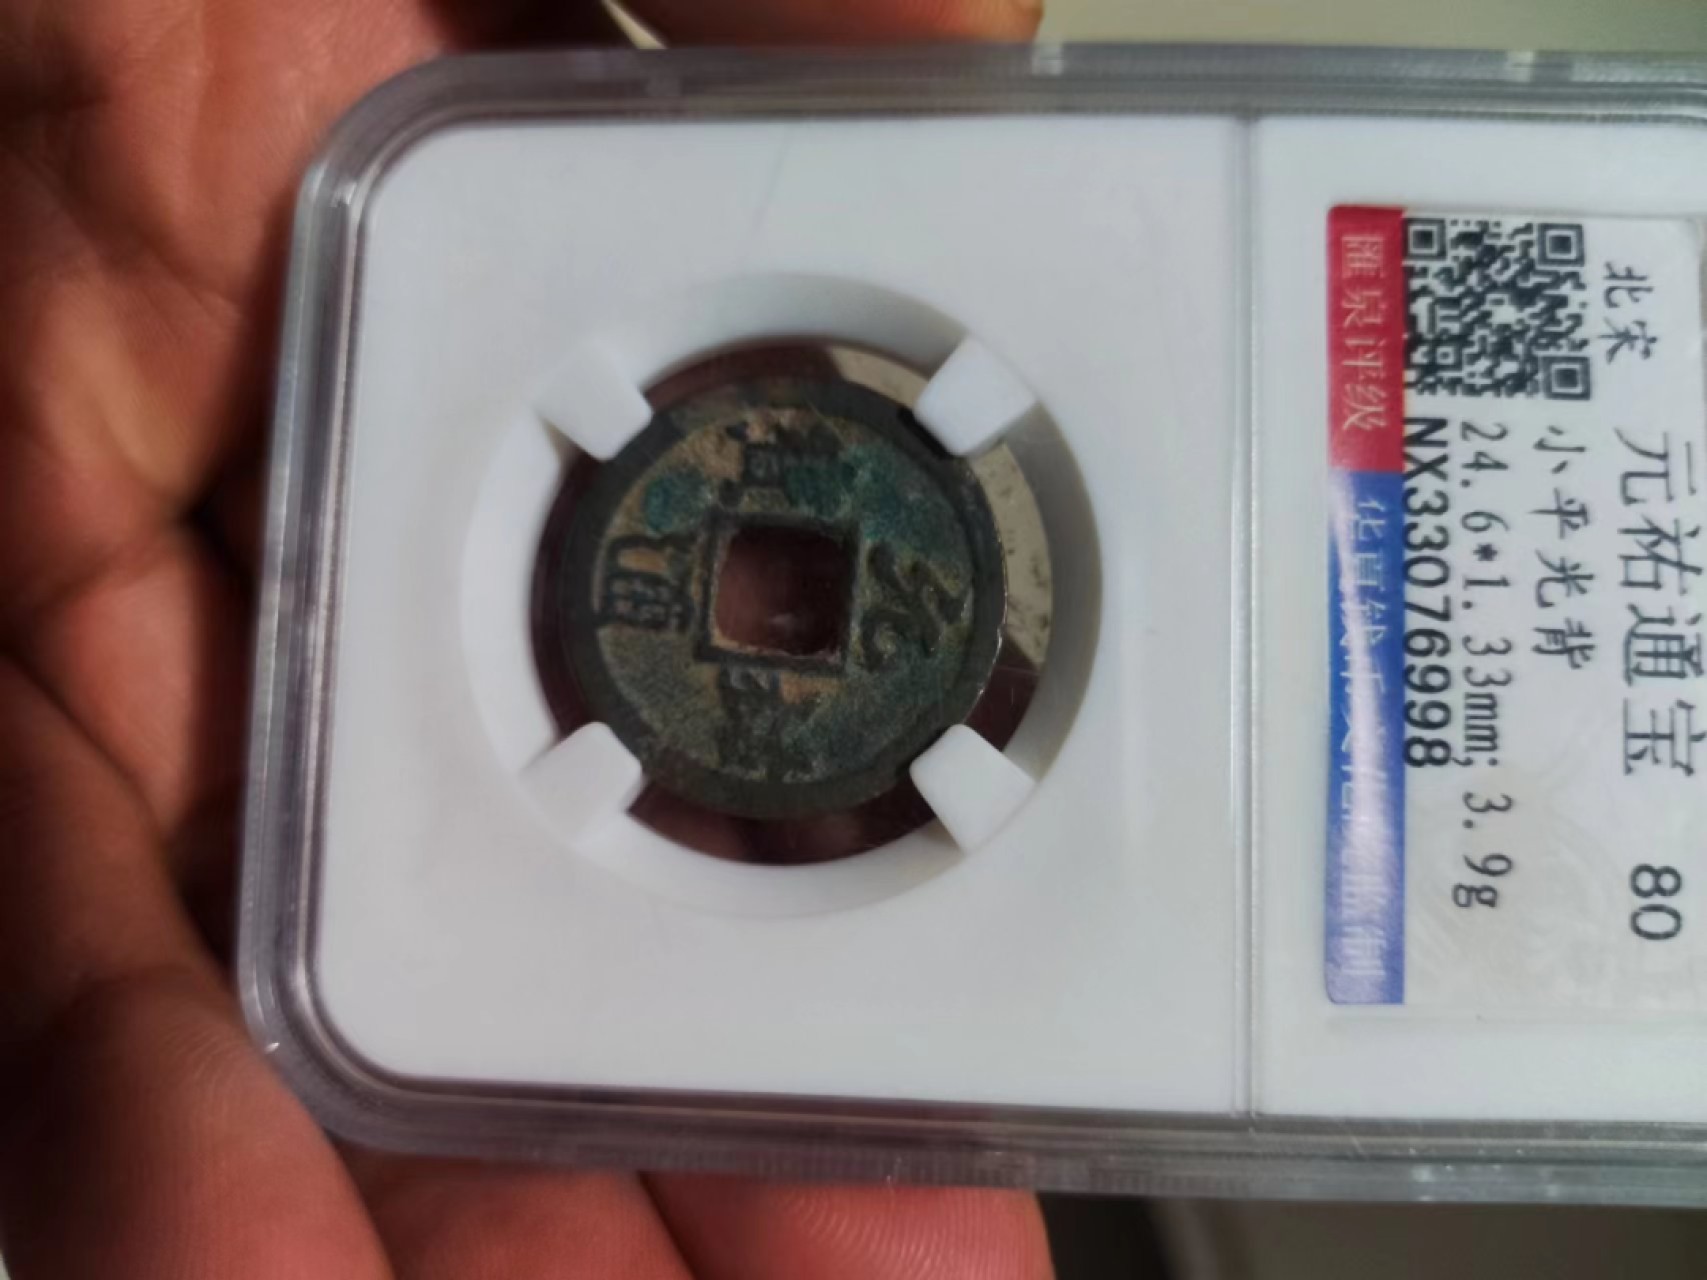 北宋
元祐通宝 80
小平光背
24.6*1.33mm; 3.9g
NX330769998
匯泉评级